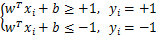 wᵀxᵢ + b ≥ +1, yᵢ = +1
wᵀxᵢ + b ≤ −1, yᵢ = −1